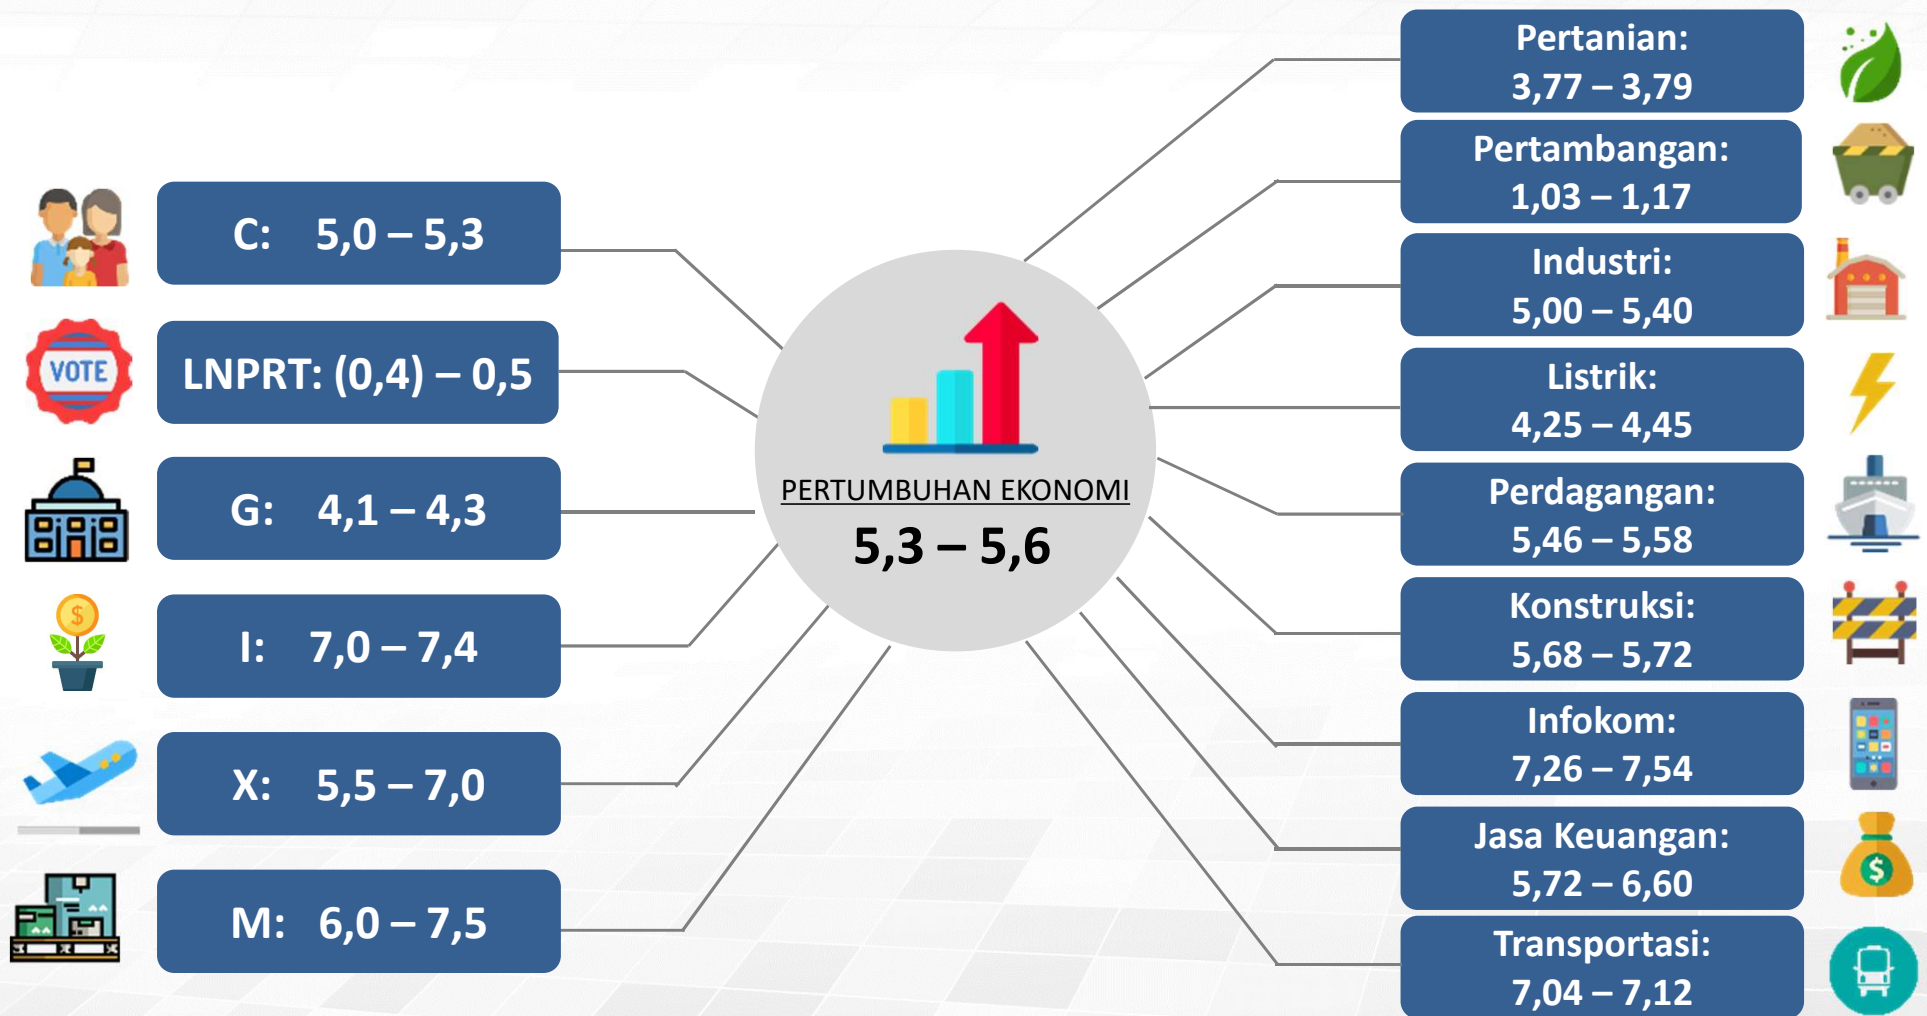 C: 5,0 – 5,3
VOTE
LNPRT: (0,4) – 0,5
G: 4,1 – 4,3
$
I: 7,0 – 7,4
X: 5,5 – 7,0
M: 6,0 – 7,5
PERTUMBUHAN EKONOMI
5,3 – 5,6
Pertanian:
3,77 – 3,79
Pertambangan:
1,03 – 1,17
Industri:
5,00 – 5,40
Listrik:
4,25 – 4,45
Perdagangan:
5,46 – 5,58
Konstruksi:
5,68 – 5,72
Infokom:
7,26 – 7,54
Jasa Keuangan:
5,72 – 6,60
$
Transportasi:
7,04 – 7,12